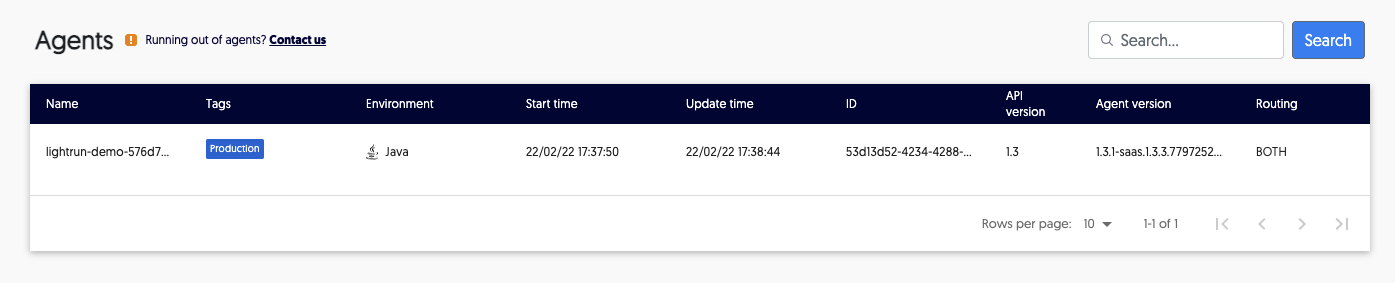 Agents
Running out of agents? Contact us
Search...
Search
Name Tags Environment Start time Update time ID API version Agent version Routing
lightrun-demo-576d7... Production Java 22/02/22 17:37:50 22/02/22 17:38:44 53d13d52-4234-4288-... 1.3 1.3.1-saas.1.3.3.7797252... BOTH
Rows per page: 10 1-1 of 1